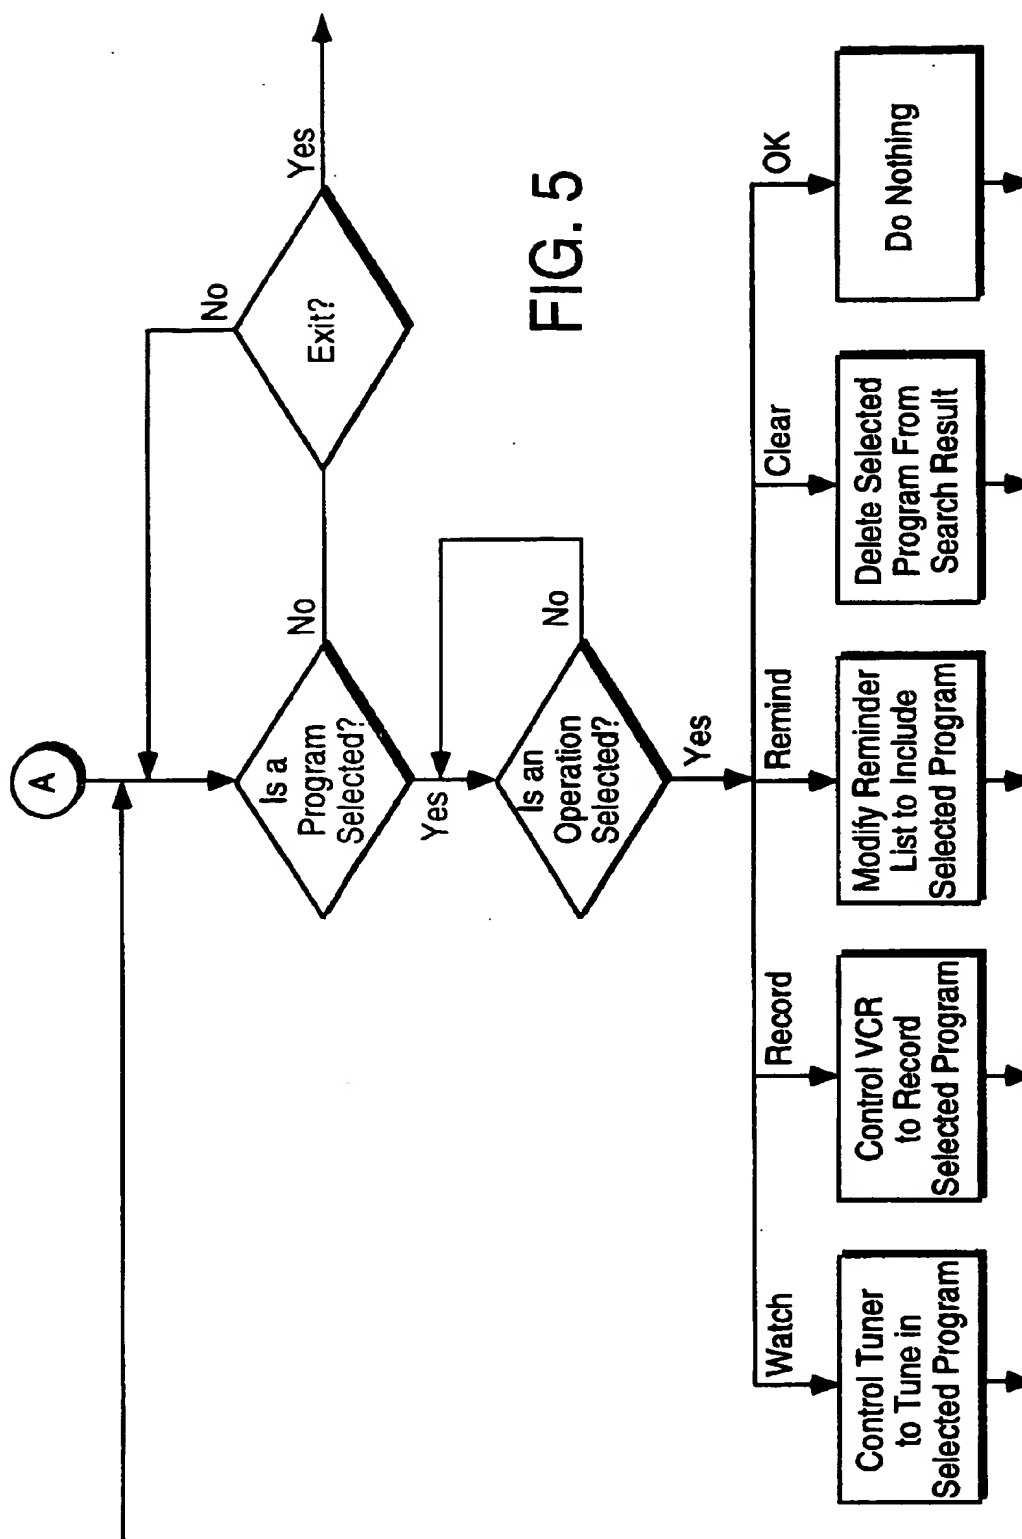 A
Is a
Program
Selected?
No
Exit?
No
Yes
Yes
Is an
Operation
Selected?
No
Yes
Watch
Record
Remind
Clear
OK
Control Tuner
to Tune in
Selected Program
Control VCR
to Record
Selected Program
Modify Reminder
List to Include
Selected Program
Delete Selected
Program From
Search Result
Do Nothing
FIG. 5